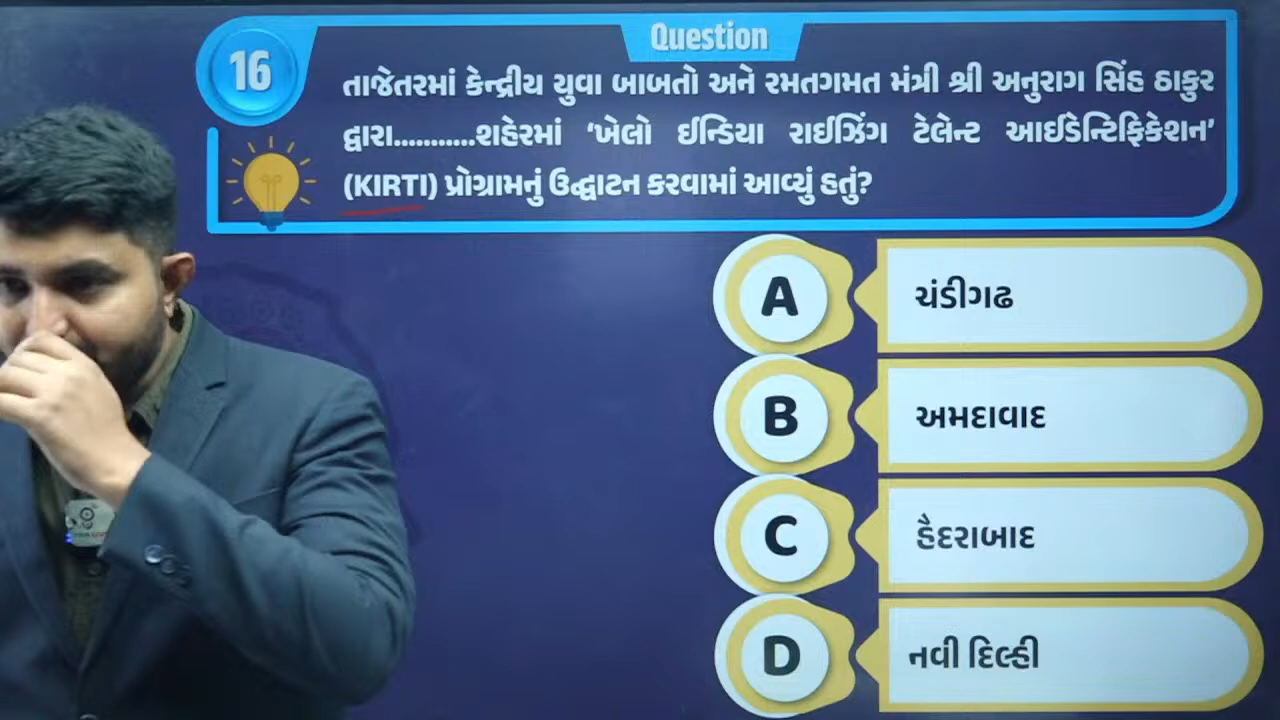 Question
16
તાજેતરમાં કેન્દ્રીય યુવા બાબતો અને રમતગમત મંત્રી શ્રી અનુરાગ સિંહ ઠાકુર
દ્વારા...........શહેરમાં ‘ખેલો ઈન્ડિયા રાઈઝિંગ ટેલેન્ટ આઈડેન્ટિફિકેશન’
(KIRTI) પ્રોગ્રામનું ઉદ્ઘાટન કરવામાં આવ્યું હતું?
A ચંડીગઢ
B અમદાવાદ
C હૈદરાબાદ
D નવી દિલ્હી